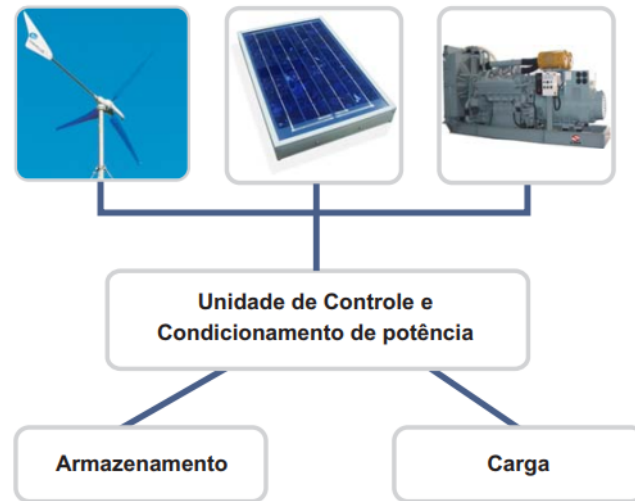 Unidade de Controle e
Condicionamento de potência
Armazenamento
Carga